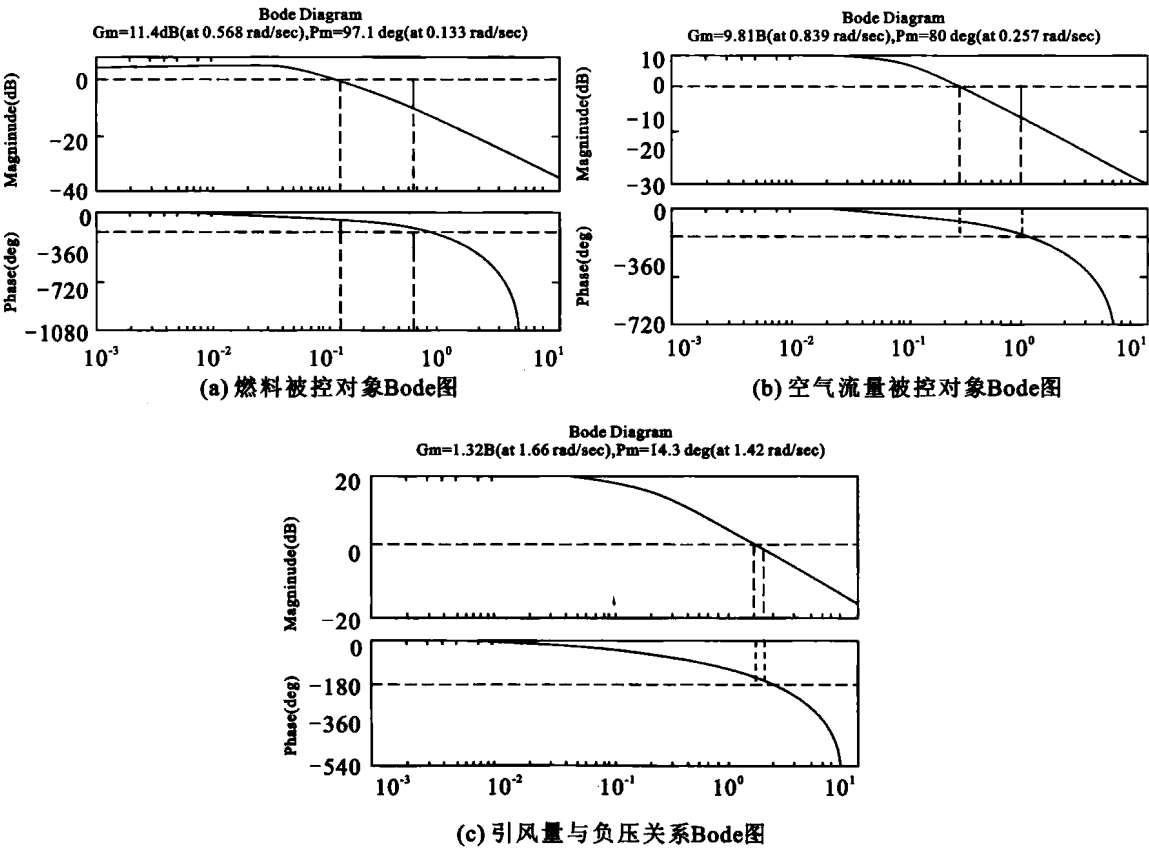 Bode Diagram
Gm=11.4dB(at 0.568 rad/sec),Pm=97.1 deg(at 0.133 rad/sec)
Magninude(dB)
0
−20
−40
Phase(deg)
0
−360
−720
−1080
10⁻³ 10⁻² 10⁻¹ 10⁰ 10¹
(a) 燃料被控对象Bode图
Bode Diagram
Gm=9.81B(at 0.839 rad/sec),Pm=80 deg(at 0.257 rad/sec)
Magninude(dB)
10
0
−10
−20
−30
Phase(deg)
0
−360
−720
10⁻³ 10⁻² 10⁻¹ 10⁰ 10¹
(b) 空气流量被控对象Bode图
Bode Diagram
Gm=1.32B(at 1.66 rad/sec),Pm=14.3 deg(at 1.42 rad/sec)
Magninude(dB)
20
0
−20
Phase(deg)
0
−180
−360
−540
10⁻³ 10⁻² 10⁻¹ 10⁰ 10¹
(c) 引风量与负压关系Bode图